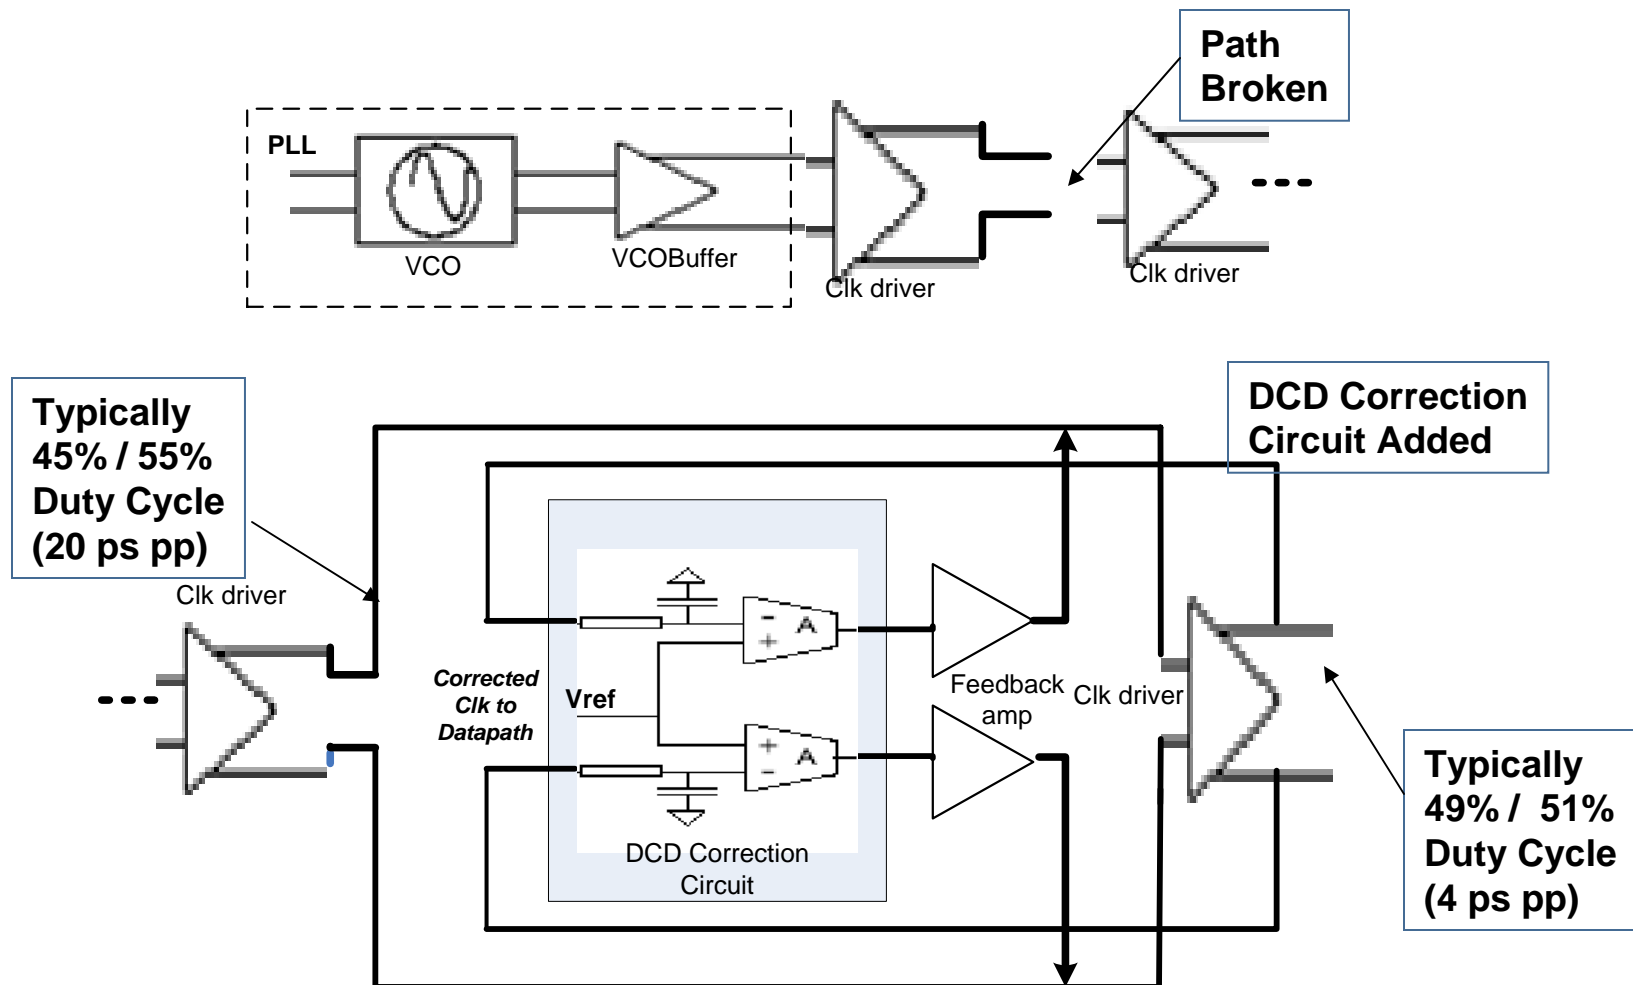 Path
Broken
PLL
VCO
VCOBuffer
Clk driver
Clk driver
Typically
45% / 55%
Duty Cycle
(20 ps pp)
DCD Correction
Circuit Added
Clk driver
Corrected
Clk to
Datapath
Vref
- A
+
+ A
-
DCD Correction
Circuit
Feedback
amp
Clk driver
Typically
49% /  51%
Duty Cycle
(4 ps pp)